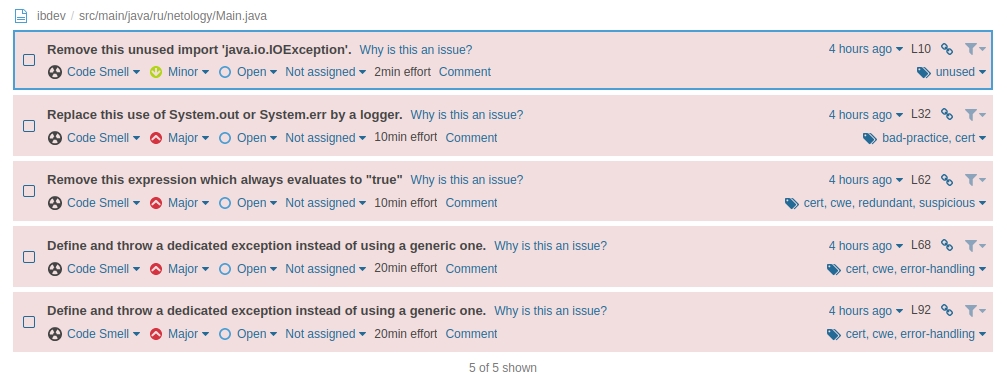 ibdev / src/main/java/ru/netology/Main.java
Remove this unused import 'java.io.IOException'. Why is this an issue? 4 hours ago L10
Code Smell Minor Open Not assigned 2min effort Comment unused
Replace this use of System.out or System.err by a logger. Why is this an issue? 4 hours ago L32
Code Smell Major Open Not assigned 10min effort Comment bad-practice, cert
Remove this expression which always evaluates to "true" Why is this an issue? 4 hours ago L62
Code Smell Major Open Not assigned 10min effort Comment cert, cwe, redundant, suspicious
Define and throw a dedicated exception instead of using a generic one. Why is this an issue? 4 hours ago L68
Code Smell Major Open Not assigned 20min effort Comment cert, cwe, error-handling
Define and throw a dedicated exception instead of using a generic one. Why is this an issue? 4 hours ago L92
Code Smell Major Open Not assigned 20min effort Comment cert, cwe, error-handling
5 of 5 shown